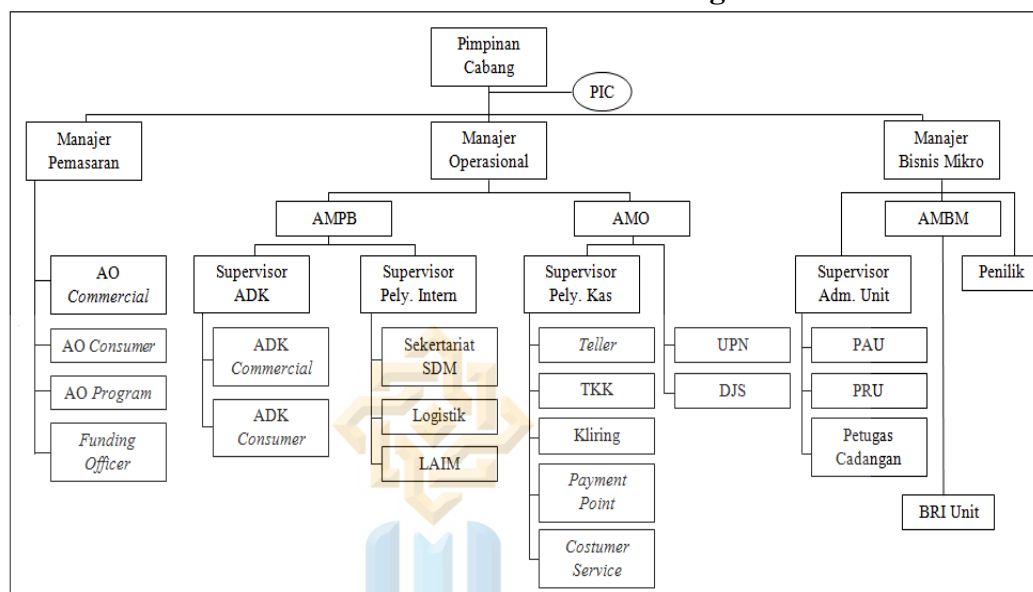 Pimpinan
Cabang
PIC
Manajer
Pemasaran
Manajer
Operasional
Manajer
Bisnis Mikro
AMPB
AMO
AMBM
AO
Commercial
Supervisor
ADK
Supervisor
Pely. Intern
Supervisor
Pely. Kas
Supervisor
Adm. Unit
Penilik
AO Consumer
AO Program
Funding
Officer
ADK
Commercial
ADK
Consumer
Sekertariat
SDM
Logistik
LAIM
Teller
TKK
Kliring
Payment
Point
Costumer
Service
UPN
DJS
PAU
PRU
Petugas
Cadangan
BRI Unit